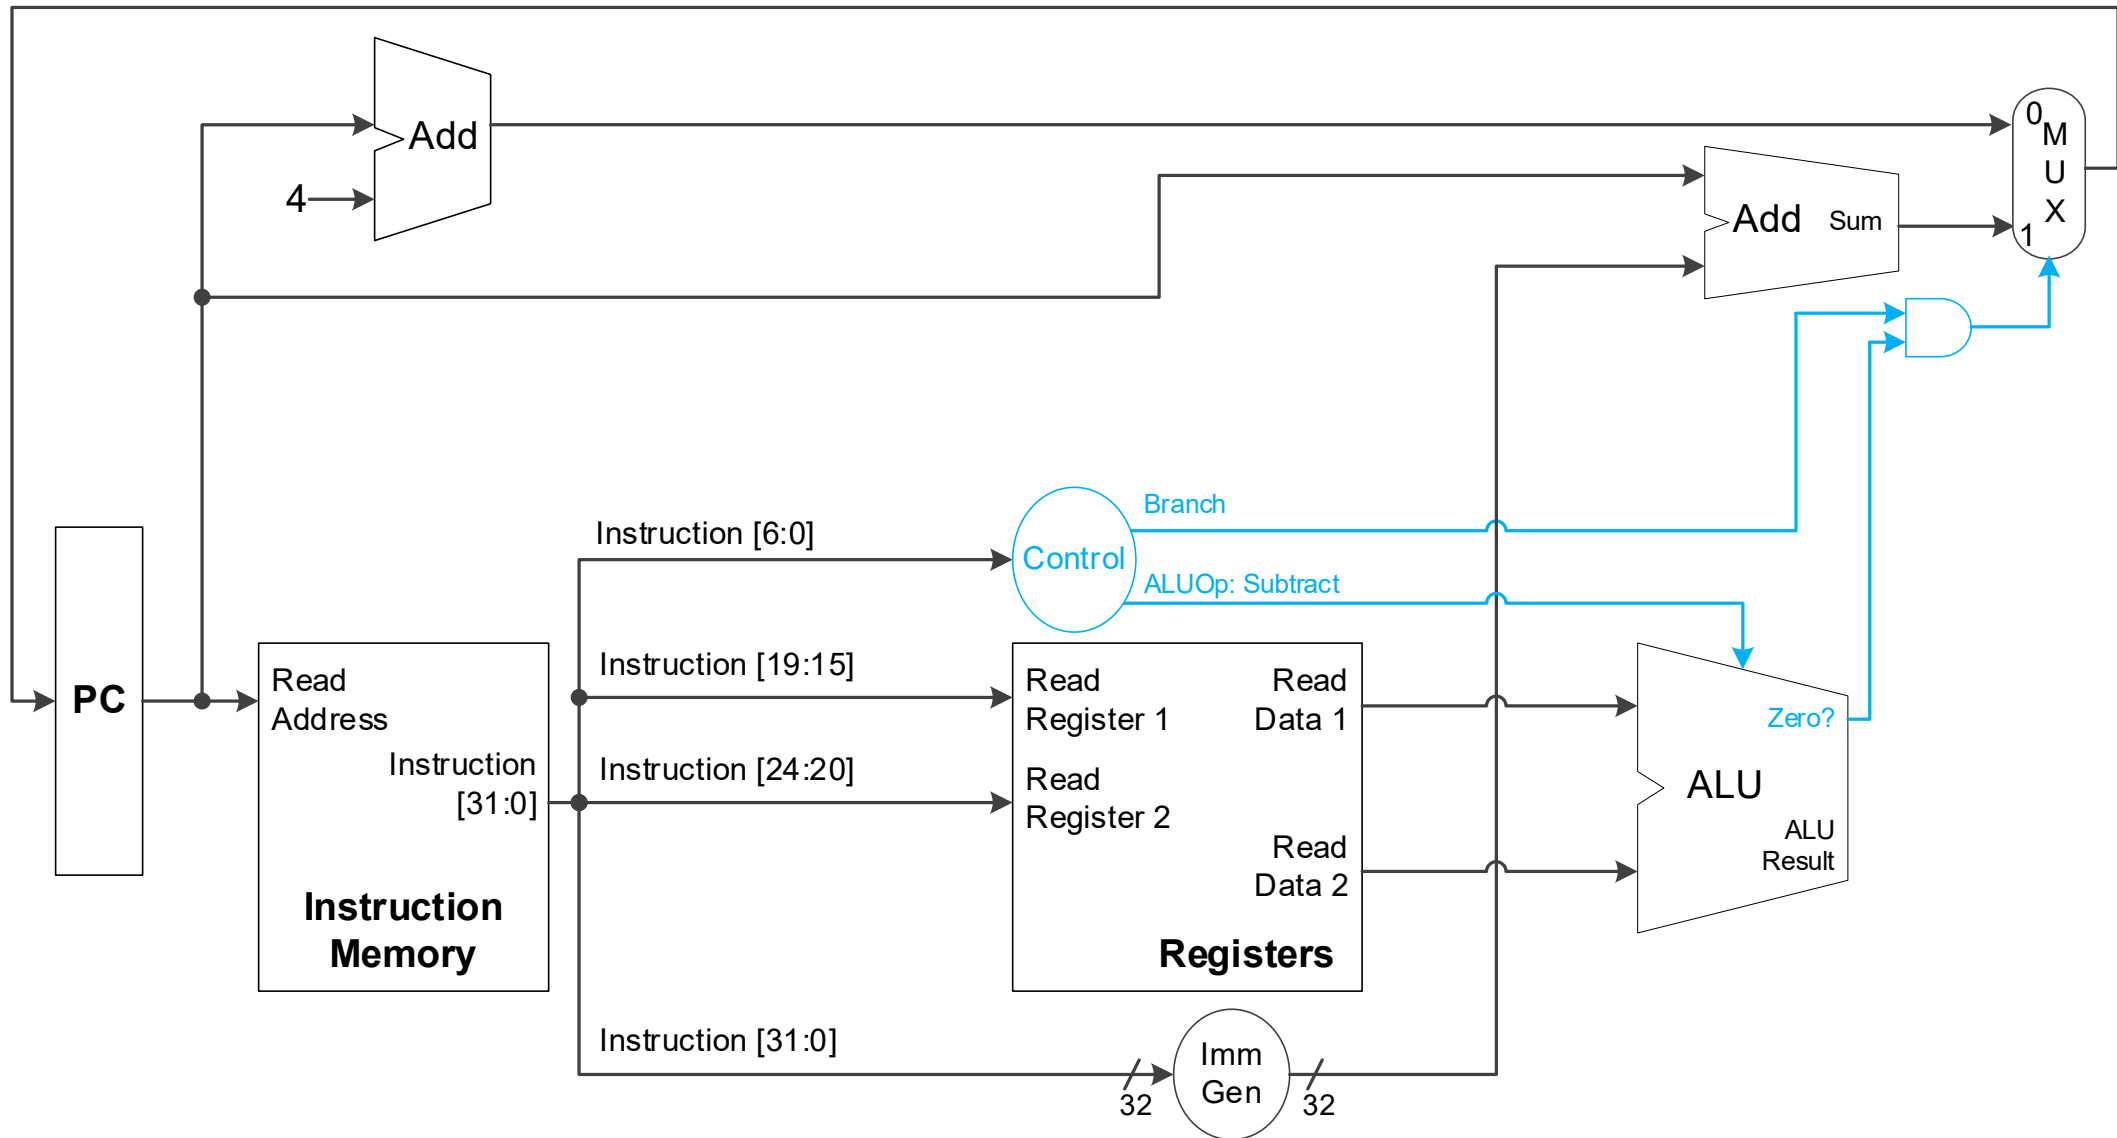 Add
4
0
M
U
X
1
Add
Sum
Branch
Instruction [6:0]
Control
ALUOp: Subtract
PC
Read
Address
Instruction
[31:0]
Instruction
Memory
Instruction [19:15]
Instruction [24:20]
Read
Register 1
Read
Register 2
Read
Data 1
Read
Data 2
Registers
Zero?
ALU
ALU
Result
Instruction [31:0]
32
Imm
Gen
32